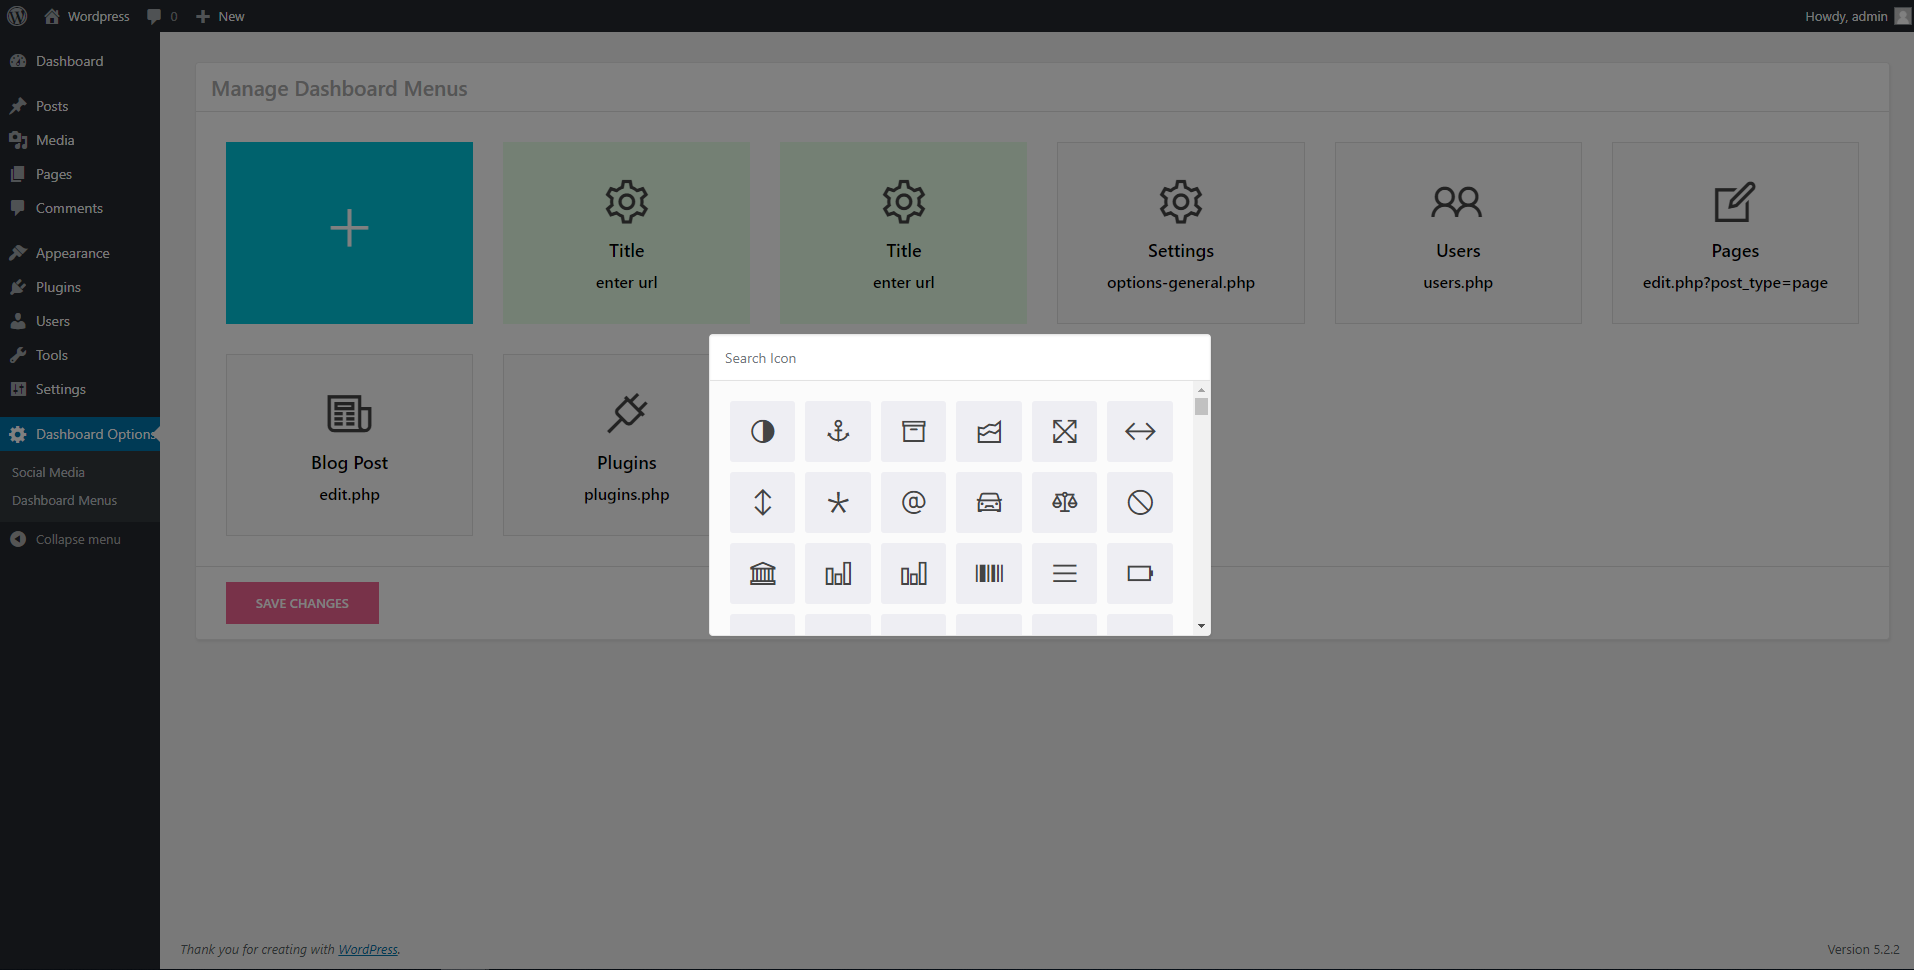 Wordpress 0 New Howdy, admin
Dashboard
Posts
Media
Pages
Comments
Appearance
Plugins
Users
Tools
Settings
Dashboard Options
Social Media
Dashboard Menus
Collapse menu
Manage Dashboard Menus
Title
enter url
Title
enter url
Settings
options-general.php
Users
users.php
Pages
edit.php?post_type=page
Blog Post
edit.php
Plugins
plugins.php
Search Icon
SAVE CHANGES
Thank you for creating with WordPress.
Version 5.2.2